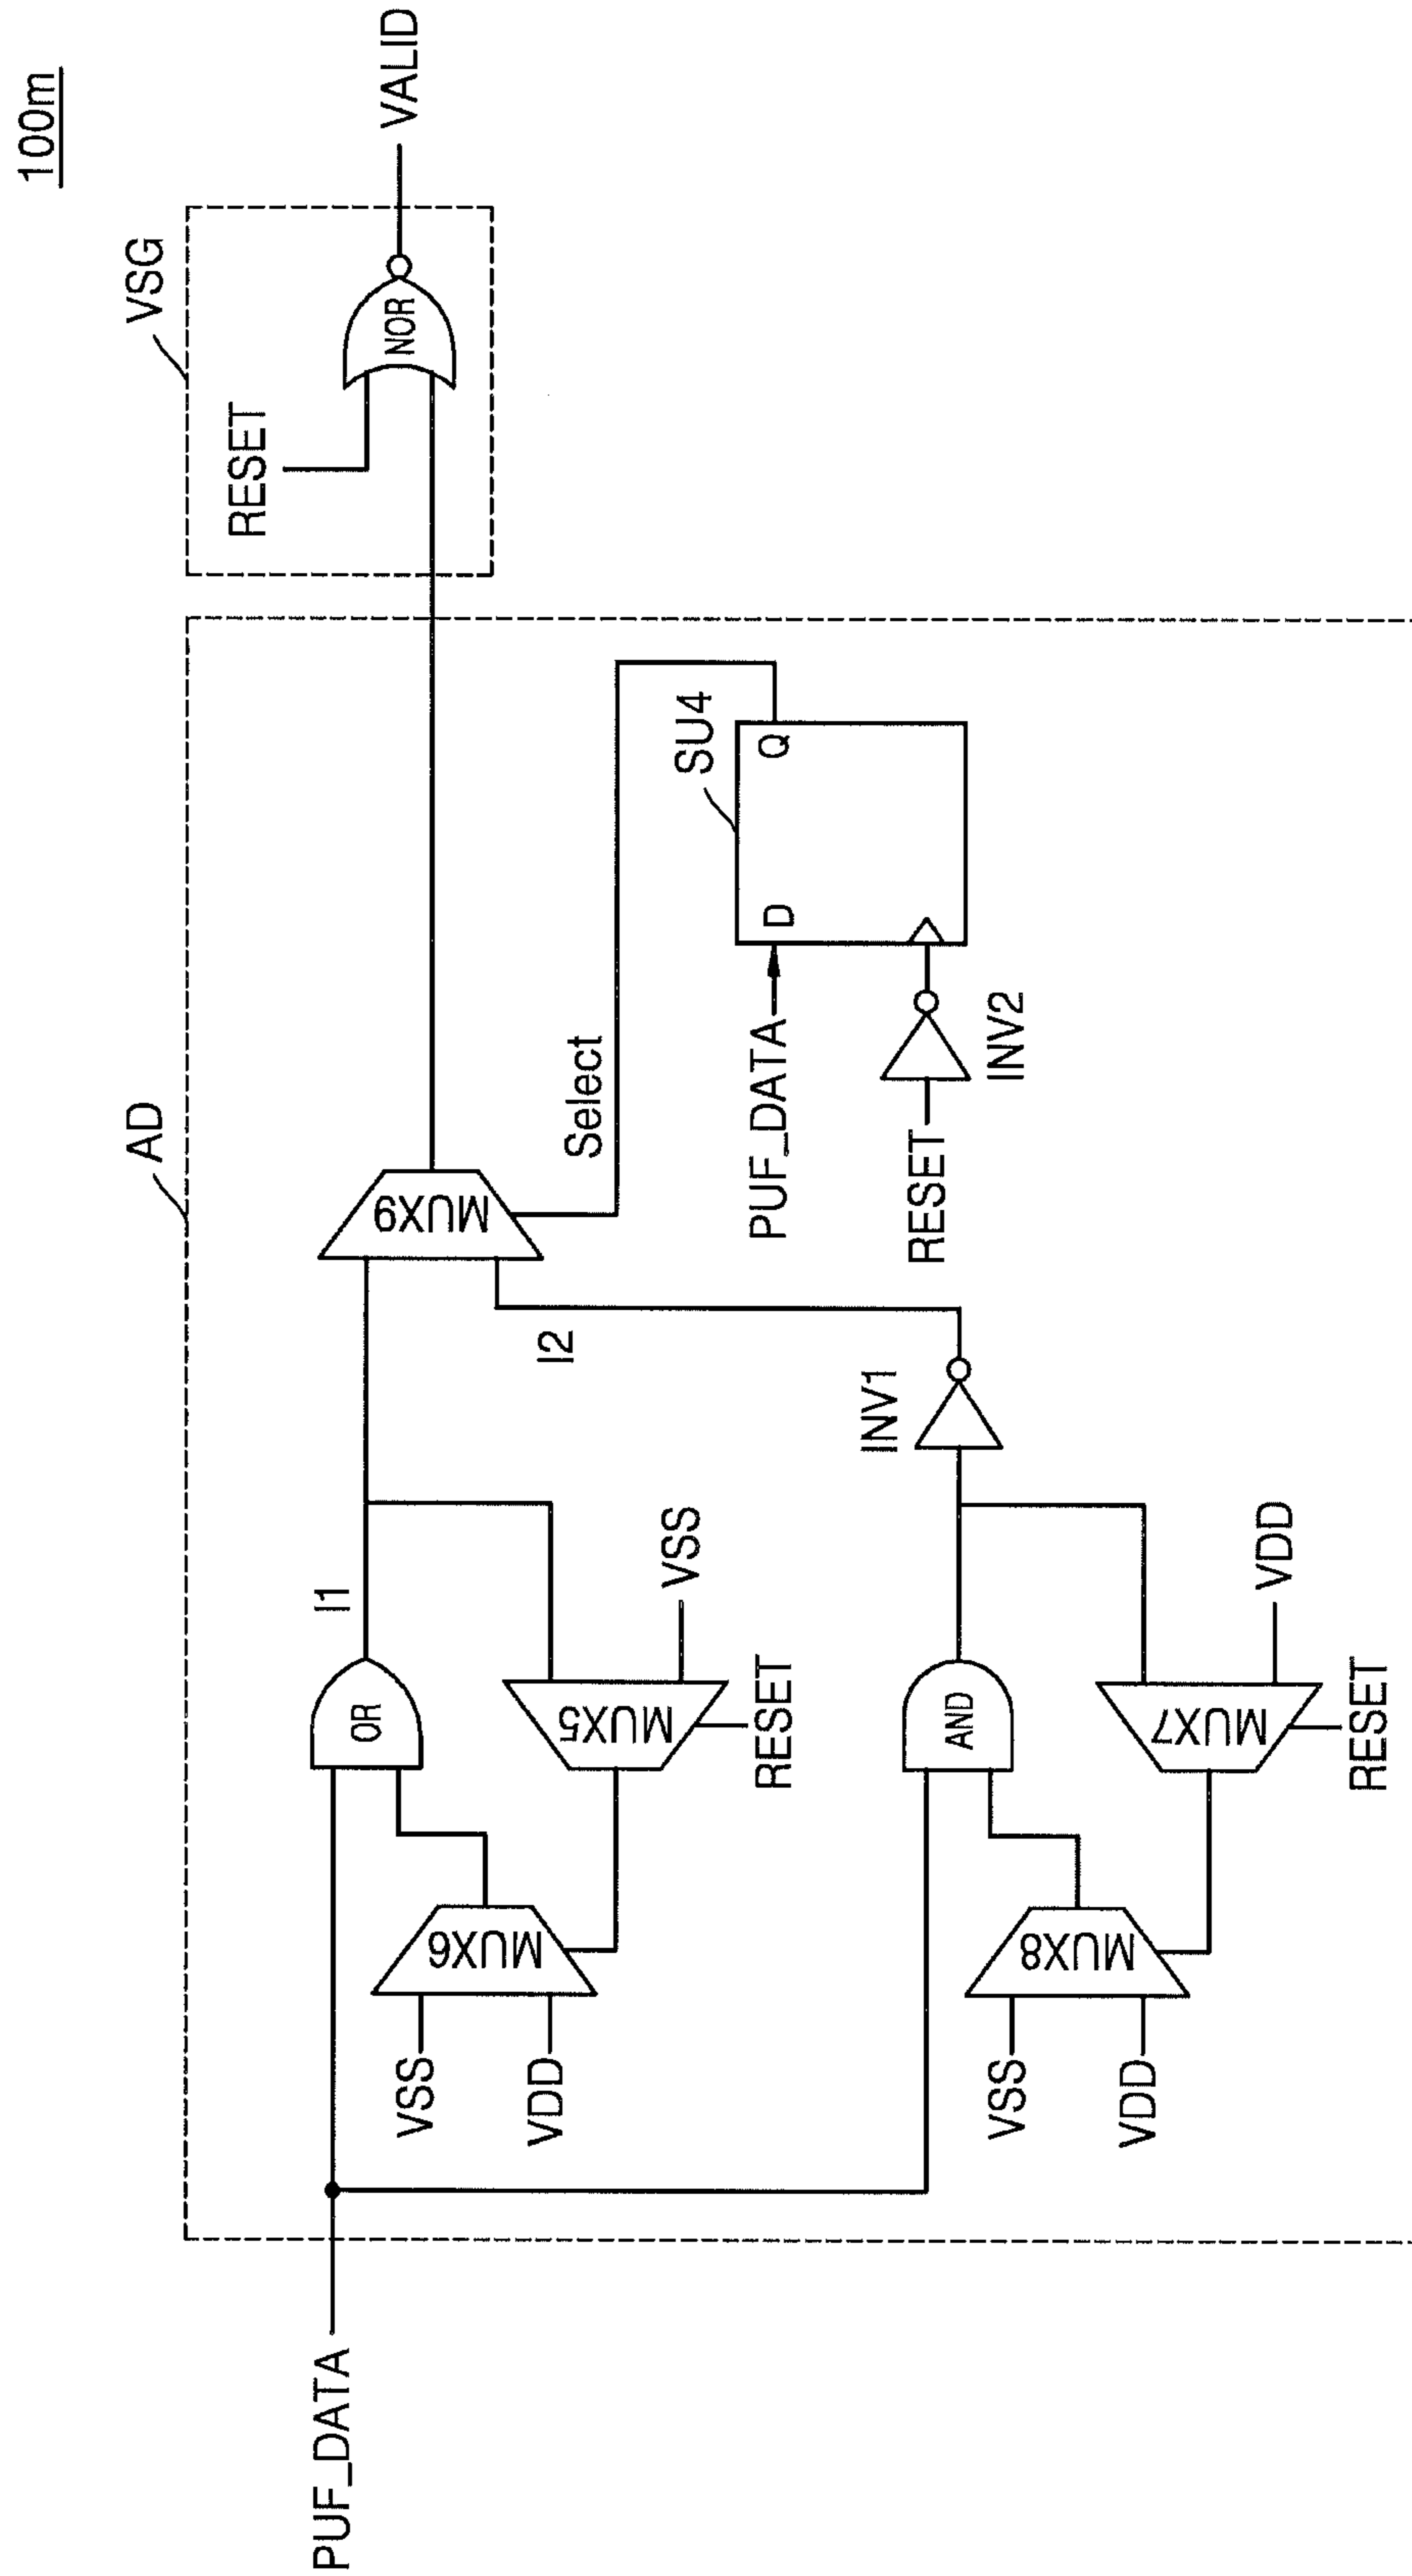 100m
VSG
RESET
NOR
VALID
AD
PUF_DATA
OR
I1
MUX6
VSS
VDD
MUX5
VSS
RESET
MUX9
I2
Select
SU4
PUF_DATA
D
Q
RESET
INV2
AND
INV1
MUX8
VSS
VDD
MUX7
VDD
RESET